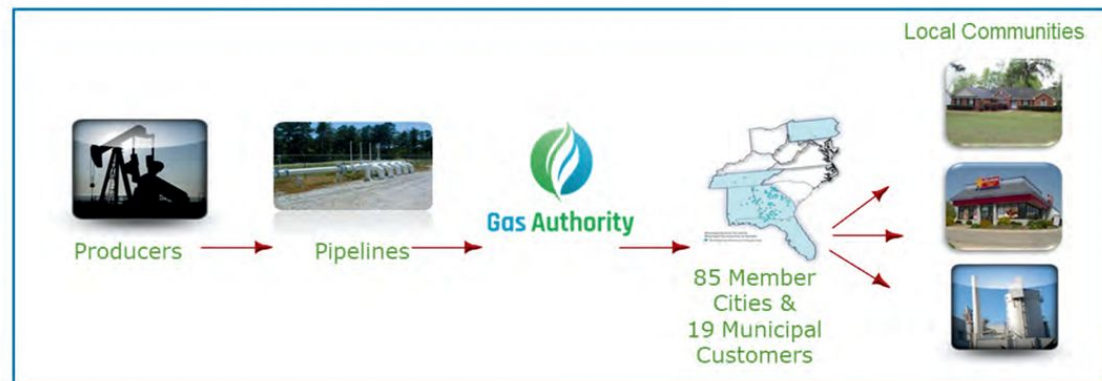 Local Communities
Producers
Pipelines
Gas Authority
85 Member
Cities &
19 Municipal
Customers